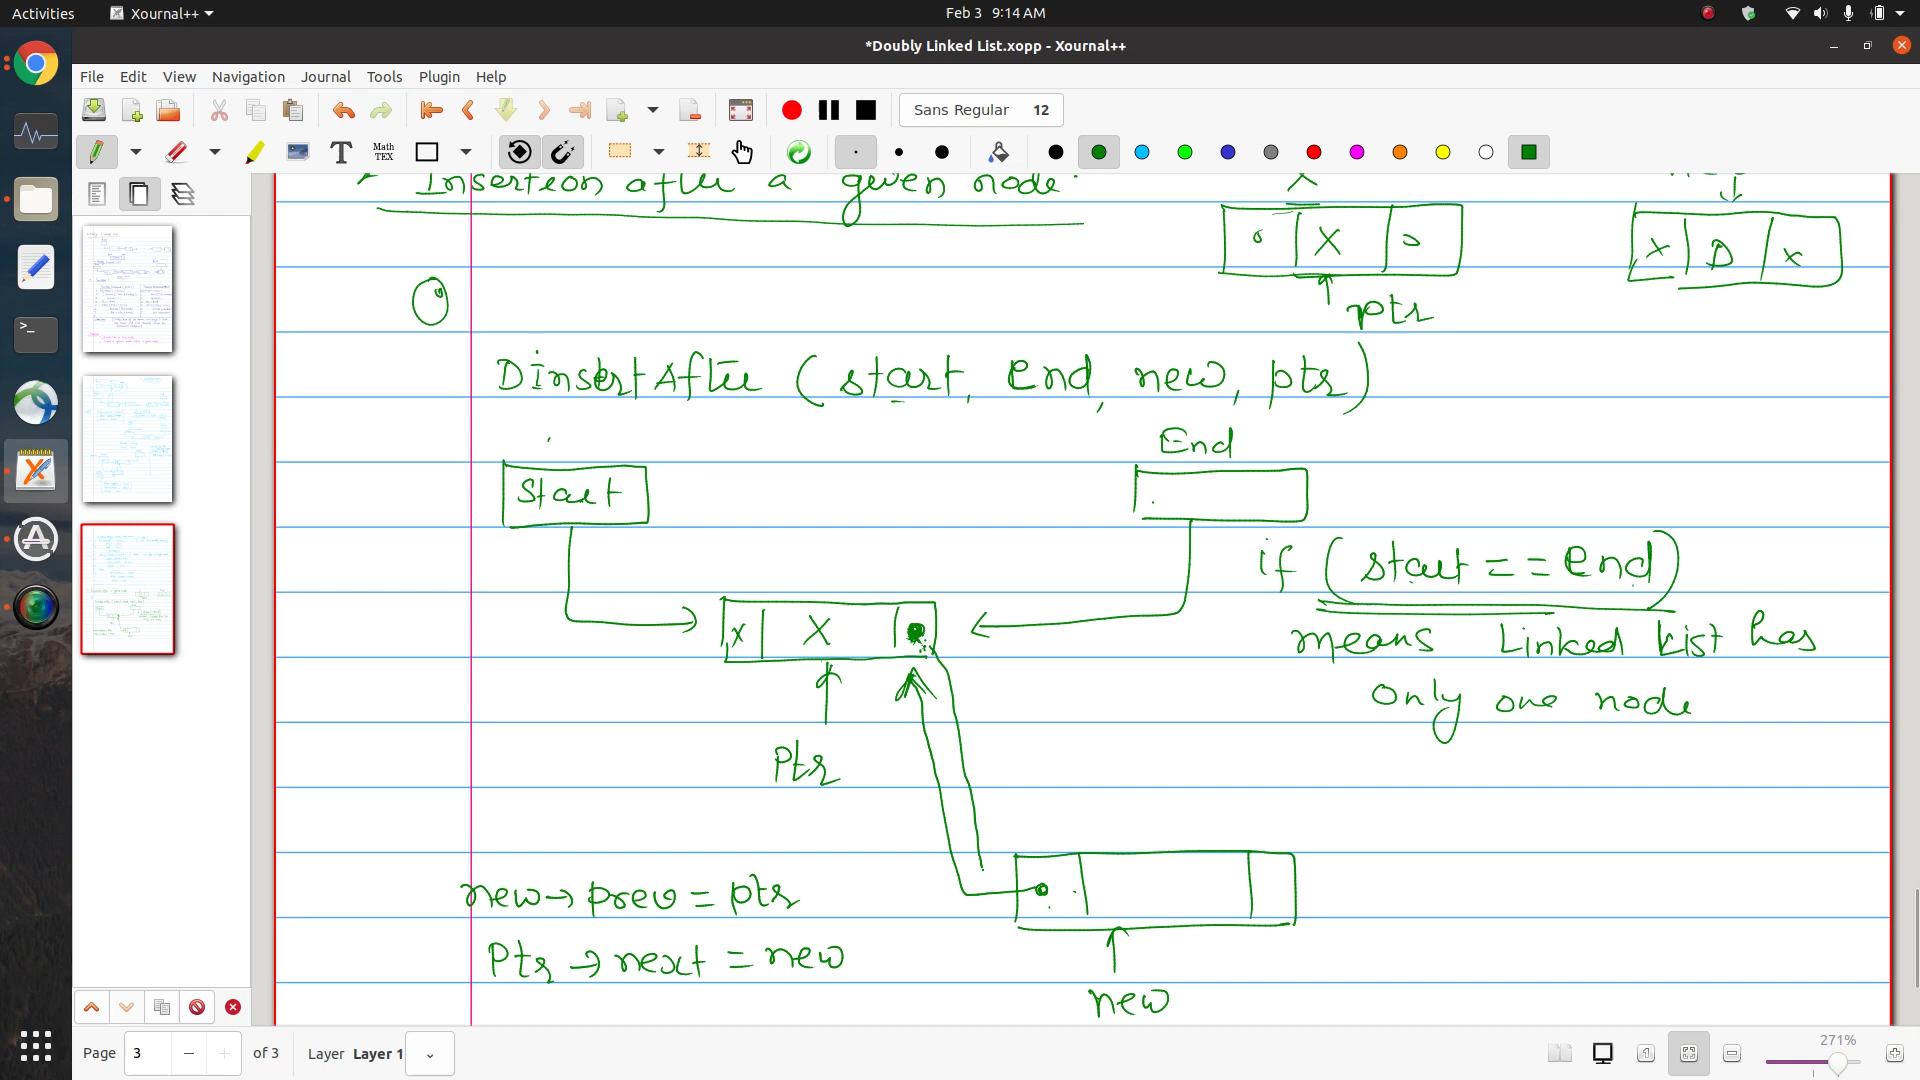 Activities Xournal++ Feb 3 9:14 AM
*Doubly Linked List.xopp - Xournal++
File Edit View Navigation Journal Tools Plugin Help
Sans Regular 12
T Math TEX
Insertion after a given node
X
X
X D X
ptr
DinsertAfter (start, end, new, ptr)
End
Start
if (start == end)
X X
means Linked List has
only one node
Ptr
new→prev = ptr
Ptr → next = new
new
Page 3 of 3 Layer Layer 1
271%